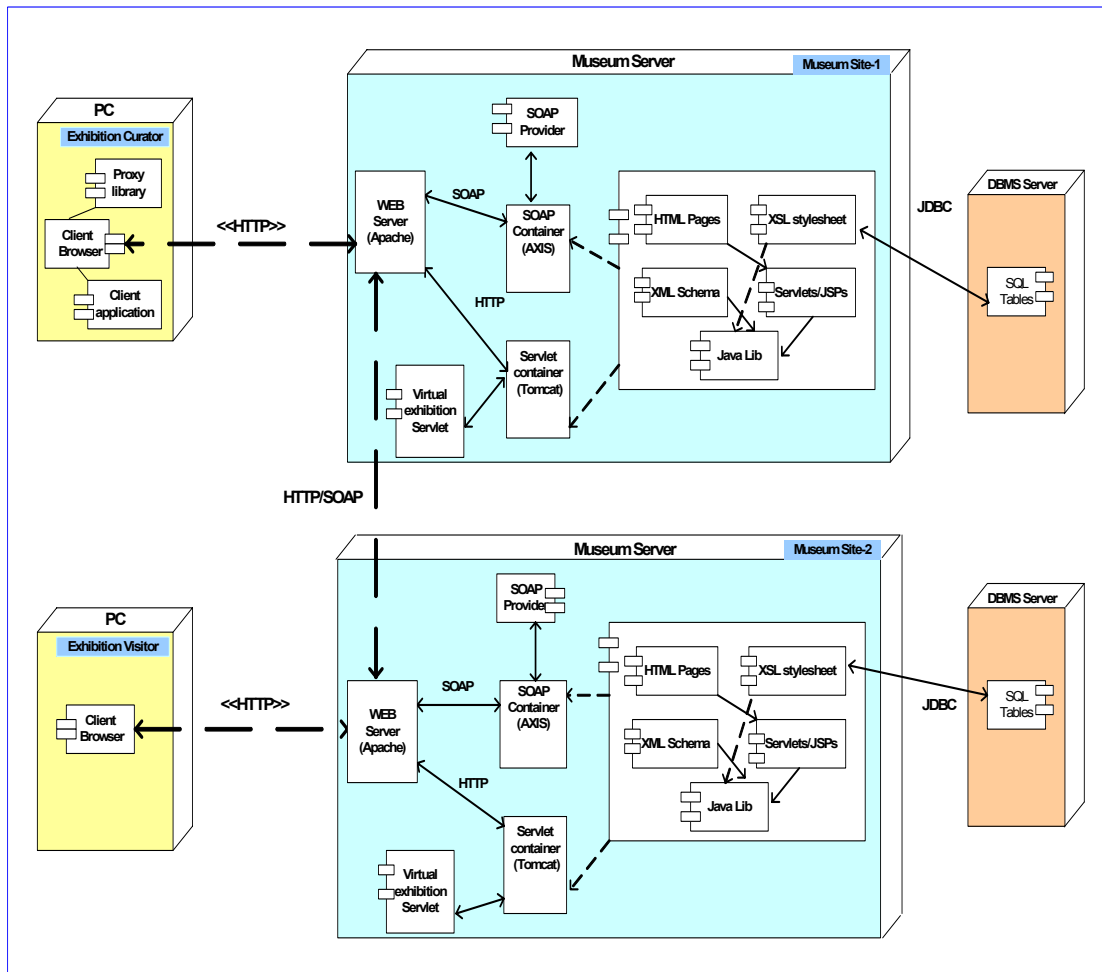 Museum Server
Museum Site-1
PC
Exhibition Curator
Proxy
library
Client
Browser
Client
application
<<HTTP>>
SOAP
Provider
WEB
Server
(Apache)
SOAP
SOAP
Container
(AXIS)
HTTP
Servlet
container
(Tomcat)
Virtual
exhibition
Servlet
HTML Pages
XSL stylesheet
XML Schema
Servlets/JSPs
Java Lib
JDBC
DBMS Server
SQL
Tables
HTTP/SOAP
Museum Server
Museum Site-2
PC
Exhibition Visitor
Client
Browser
<<HTTP>>
SOAP
Provider
WEB
Server
(Apache)
SOAP
SOAP
Container
(AXIS)
HTTP
Servlet
container
(Tomcat)
Virtual
exhibition
Servlet
HTML Pages
XSL stylesheet
XML Schema
Servlets/JSPs
Java Lib
JDBC
DBMS Server
SQL
Tables